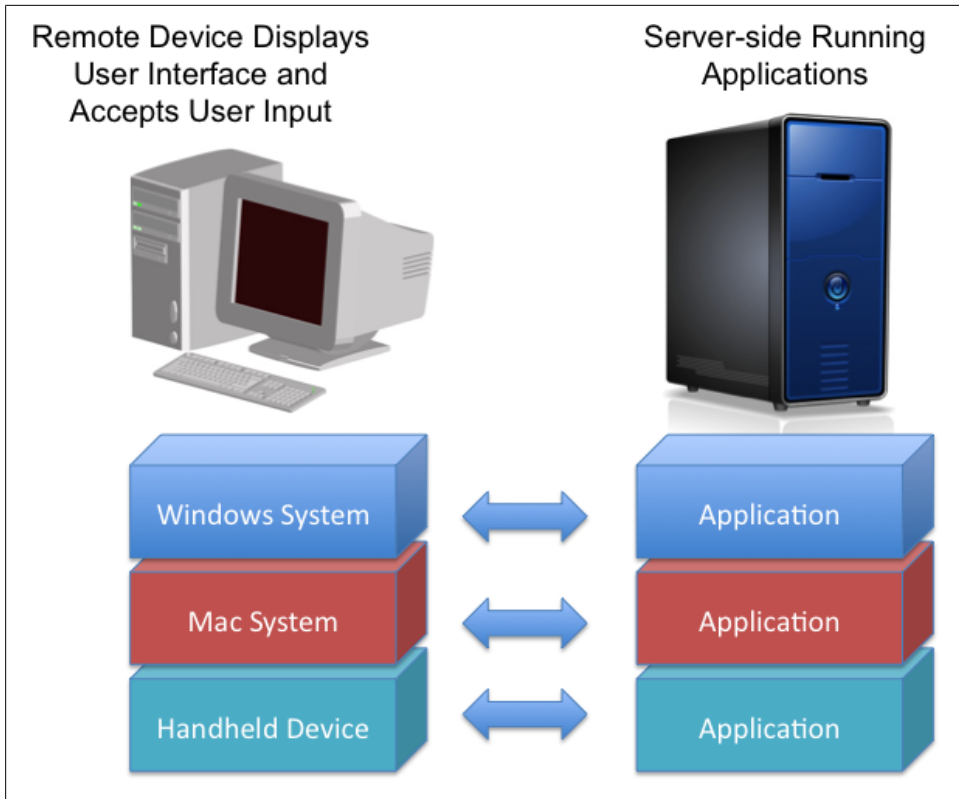 Remote Device Displays
User Interface and
Accepts User Input
Server-side Running
Applications
Windows System
Application
Mac System
Application
Handheld Device
Application